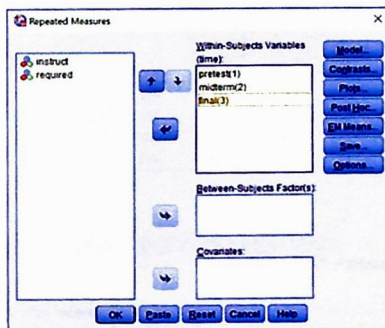 Repeated Measures
instruct
required
Within-Subjects Variables
(time):
pretest(1)
midterm(2)
final(3)
Model...
Contrasts...
Plots...
Post Hoc...
EM Means...
Save...
Options...
Between-Subjects Factor(s):
Covariates:
OK Paste Reset Cancel Help